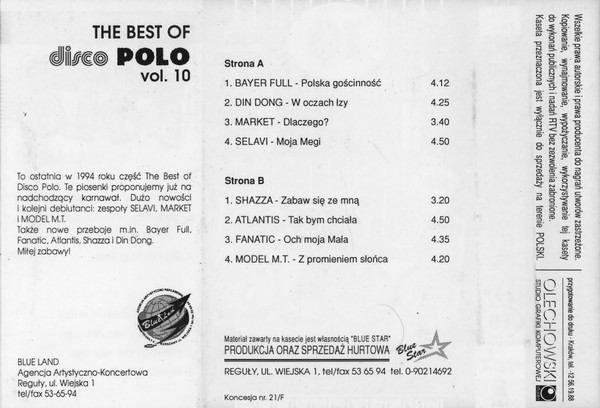 THE BEST OF
disco POLO
vol. 10
To ostatnia w 1994 roku część The Best of
Disco Polo. Te piosenki proponujemy już na
nadchodzący karnawał. Dużo nowości
i kolejni debiutanci: zespoły SELAVI, MARKET
i MODEL M.T.
Także nowe przeboje m.in. Bayer Full,
Fanatic, Atlantis, Shazza i Din Dong.
Miłej zabawy!
Blue Land
BLUE LAND
Agencja Artystyczno-Koncertowa
Reguły, ul. Wiejska 1
tel/fax 53-65-94
Strona A
1. BAYER FULL - Polska gościnność 4.12
2. DIN DONG - W oczach łzy 4.25
3. MARKET - Dlaczego? 3.40
4. SELAVI - Moja Megi 4.50
Strona B
1. SHAZZA - Zabaw się ze mną 3.20
2. ATLANTIS - Tak bym chciała 4.50
3. FANATIC - Och moja Mała 4.35
4. MODEL M.T. - Z promieniem słońca 4.20
Materiał zawarty na kasecie jest własnością "BLUE STAR"
PRODUKCJA ORAZ SPRZEDAŻ HURTOWA
Blue Star
REGUŁY, UL. WIEJSKA 1, tel/fax 53 65 94 tel. 0-90214692
Koncesja nr. 21/F
Wszelkie prawa autorskie i prawa producenta do nagrań utworów zastrzeżone.
Kopiowanie, wynajmowanie, wypożyczanie, wykorzystywanie tej kasety
do wykonań publicznych i nadań RTV bez zezwolenia zabronione.
Kaseta przeznaczona jest wyłącznie do sprzedaży na terenie POLSKI.
przygotowanie do druku - Kraków, tel. -12 56.19.88
OLECHOWSKI
STUDIO GRAFIKI KOMPUTEROWEJ